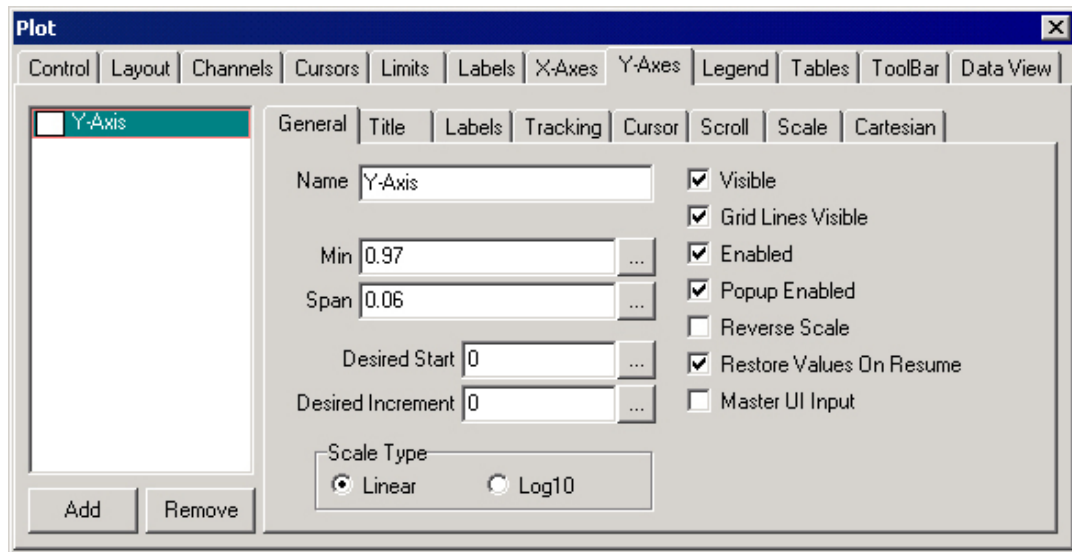 Plot
Control Layout Channels Cursors Limits Labels X-Axes Y-Axes Legend Tables ToolBar Data View
Y-Axis
General Title Labels Tracking Cursor Scroll Scale Cartesian
Name Y-Axis
Min 0.97 ...
Span 0.06 ...
Desired Start 0 ...
Desired Increment 0 ...
Scale Type
Linear Log10
Visible
Grid Lines Visible
Enabled
Popup Enabled
Reverse Scale
Restore Values On Resume
Master UI Input
Add Remove